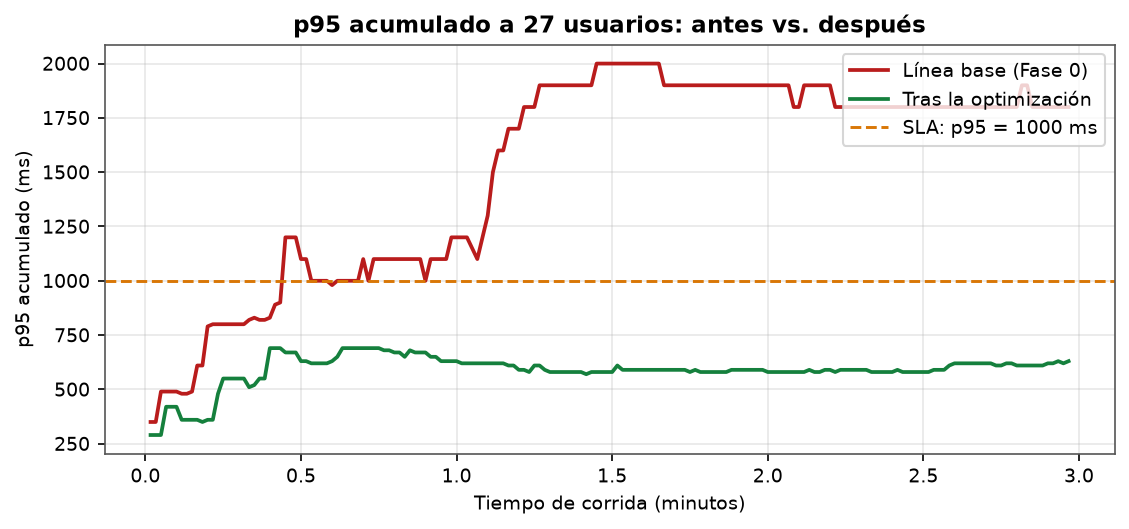 p95 acumulado a 27 usuarios: antes vs. después
p95 acumulado (ms)
2000
1750
1500
1250
1000
750
500
250
Línea base (Fase 0)
Tras la optimización
SLA: p95 = 1000 ms
0.0 0.5 1.0 1.5 2.0 2.5 3.0
Tiempo de corrida (minutos)